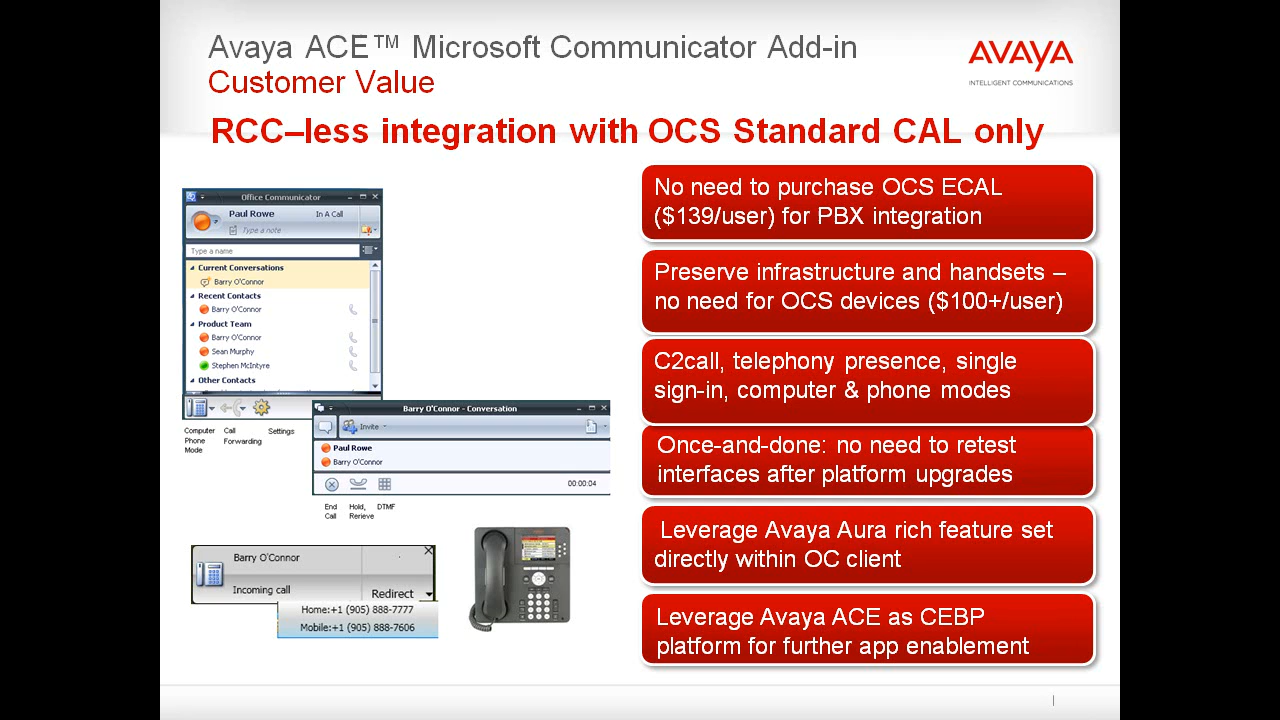 Avaya ACE™ Microsoft Communicator Add-in
Customer Value
AVAYA
INTELLIGENT COMMUNICATIONS
RCC–less integration with OCS Standard CAL only
Office Communicator
Paul Rowe
In A Call
Type a note
Type a name
Current Conversations
Barry O'Connor
Recent Contacts
Barry O'Connor
Product Team
Barry O'Connor
Sean Murphy
Stephen McIntyre
Other Contacts
Computer
Phone
Mode
Call
Forwarding
Settings
Barry O'Connor - Conversation
Invite
Paul Rowe
Barry O'Connor
00:00:04
End
Call
Hold,
Rerieve
DTMF
Barry O'Connor
Incoming call
Redirect
Home:+1 (905) 888-7777
Mobile:+1 (905) 888-7606
No need to purchase OCS ECAL
($139/user) for PBX integration
Preserve infrastructure and handsets –
no need for OCS devices ($100+/user)
C2call, telephony presence, single
sign-in, computer & phone modes
Once-and-done: no need to retest
interfaces after platform upgrades
Leverage Avaya Aura rich feature set
directly within OC client
Leverage Avaya ACE as CEBP
platform for further app enablement